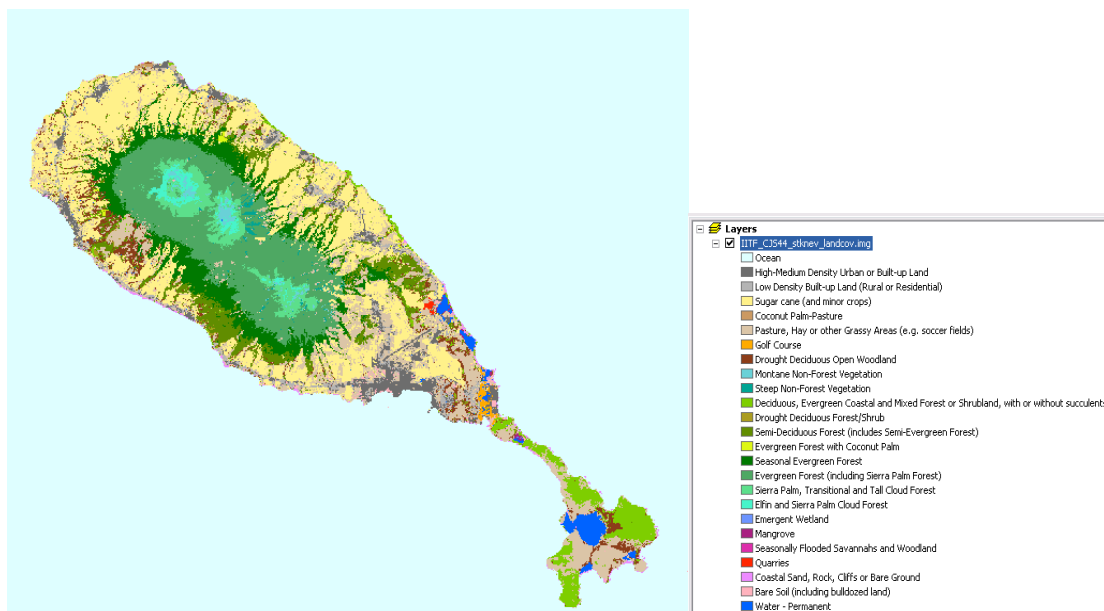 Layers
IITF_CJS44_stknev_landcov.img
Ocean
High-Medium Density Urban or Built-up Land
Low Density Built-up Land (Rural or Residential)
Sugar cane (and minor crops)
Coconut Palm-Pasture
Pasture, Hay or other Grassy Areas (e.g. soccer fields)
Golf Course
Drought Deciduous Open Woodland
Montane Non-Forest Vegetation
Steep Non-Forest Vegetation
Deciduous, Evergreen Coastal and Mixed Forest or Shrubland, with or without succulents
Drought Deciduous Forest/Shrub
Semi-Deciduous Forest (includes Semi-Evergreen Forest)
Evergreen Forest with Coconut Palm
Seasonal Evergreen Forest
Evergreen Forest (including Sierra Palm Forest)
Sierra Palm, Transitional and Tall Cloud Forest
Elfin and Sierra Palm Cloud Forest
Emergent Wetland
Mangrove
Seasonally Flooded Savannahs and Woodland
Quarries
Coastal Sand, Rock, Cliffs or Bare Ground
Bare Soil (including bulldozed land)
Water - Permanent